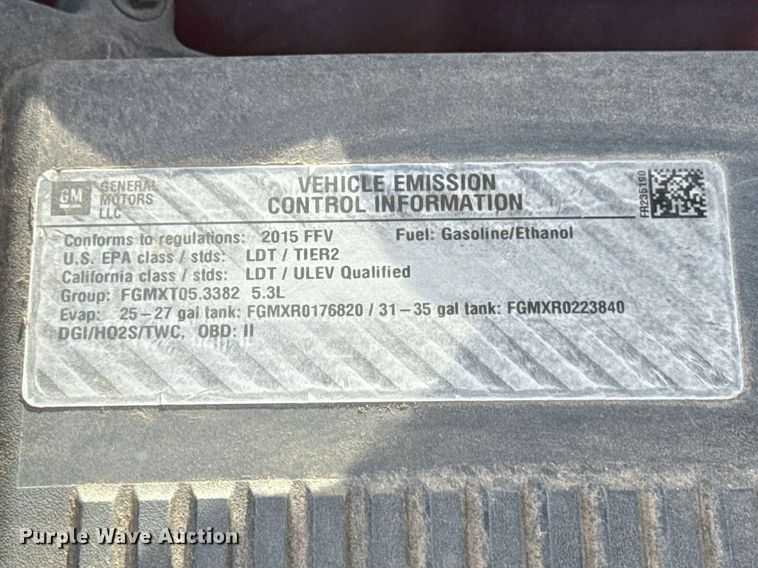 GM GENERAL MOTORS LLC
VEHICLE EMISSION
CONTROL INFORMATION
Conforms to regulations: 2015 FFV Fuel: Gasoline/Ethanol
U.S. EPA class / stds: LDT / TIER2
California class / stds: LDT / ULEV Qualified
Group: FGMXT05.3382 5.3L
Evap: 25-27 gal tank: FGMXR0176820 / 31-35 gal tank: FGMXR0223840
DGI/HO2S/TWC, OBD: II
Purple Wave Auction